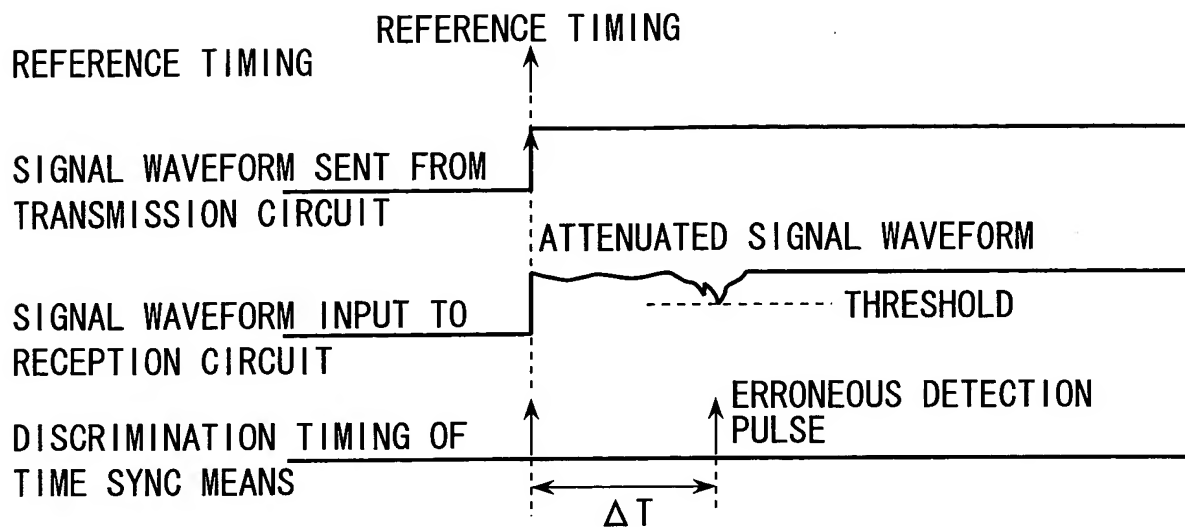 REFERENCE TIMING
REFERENCE TIMING
SIGNAL WAVEFORM SENT FROM
TRANSMISSION CIRCUIT
ATTENUATED SIGNAL WAVEFORM
THRESHOLD
SIGNAL WAVEFORM INPUT TO
RECEPTION CIRCUIT
ERRONEOUS DETECTION
PULSE
DISCRIMINATION TIMING OF
TIME SYNC MEANS
ΔT